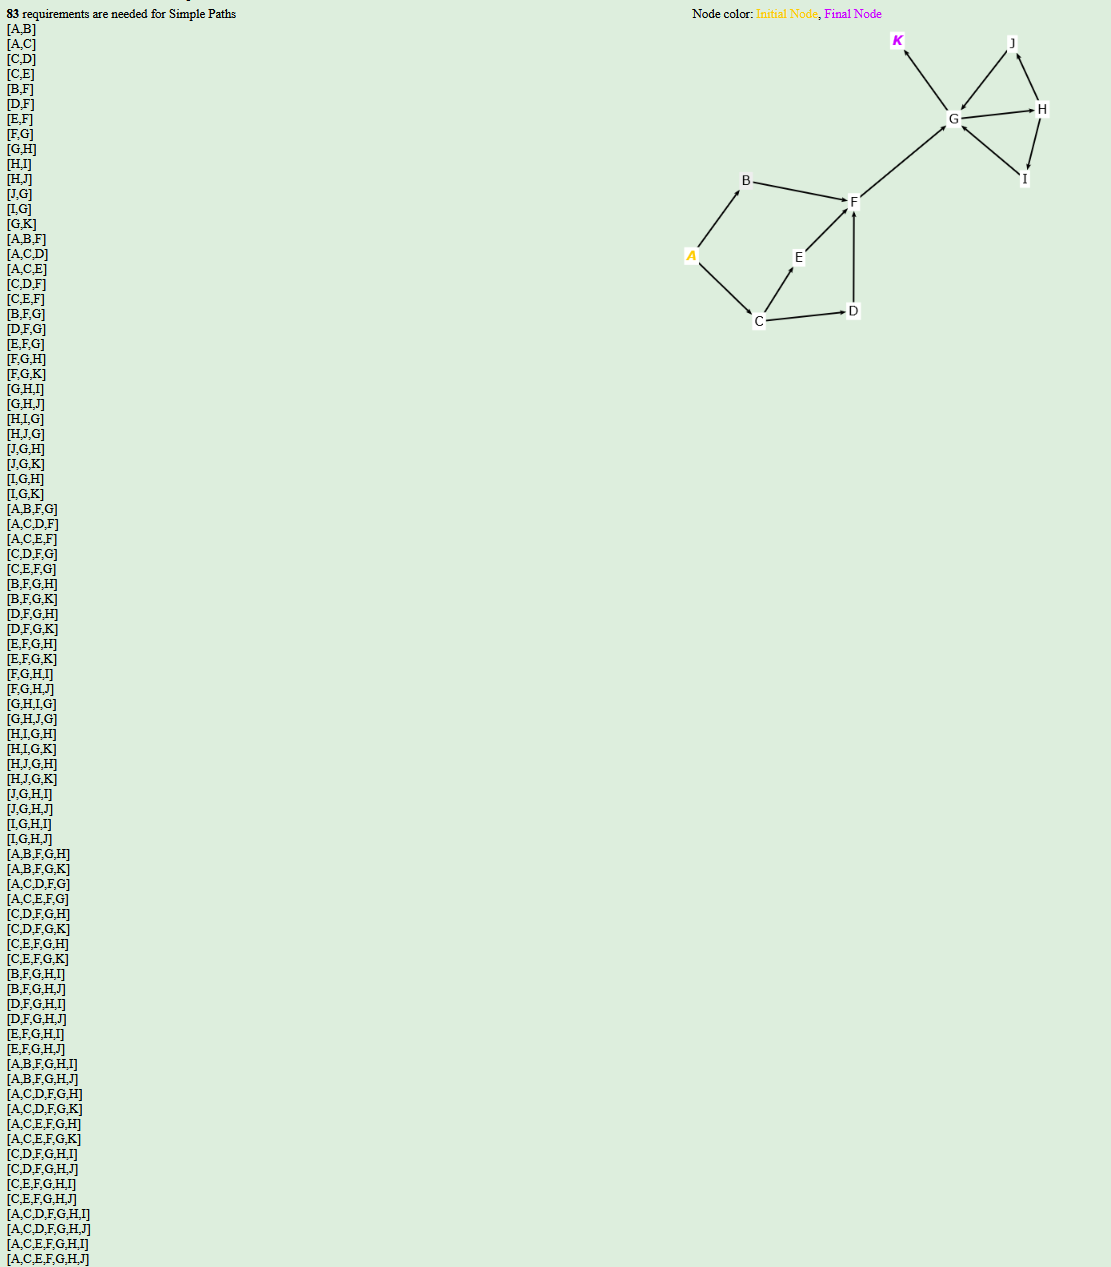 83 requirements are needed for Simple Paths
[A,B]
[A,C]
[C,D]
[C,E]
[B,F]
[D,F]
[E,F]
[F,G]
[G,H]
[H,I]
[H,J]
[J,G]
[I,G]
[G,K]
[A,B,F]
[A,C,D]
[A,C,E]
[C,D,F]
[C,E,F]
[B,F,G]
[D,F,G]
[E,F,G]
[F,G,H]
[F,G,K]
[G,H,I]
[G,H,J]
[H,I,G]
[H,J,G]
[J,G,H]
[J,G,K]
[I,G,H]
[I,G,K]
[A,B,F,G]
[A,C,D,F]
[A,C,E,F]
[C,D,F,G]
[C,E,F,G]
[B,F,G,H]
[B,F,G,K]
[D,F,G,H]
[D,F,G,K]
[E,F,G,H]
[E,F,G,K]
[F,G,H,I]
[F,G,H,J]
[G,H,I,G]
[G,H,J,G]
[H,I,G,H]
[H,I,G,K]
[H,J,G,H]
[H,J,G,K]
[J,G,H,I]
[J,G,H,J]
[I,G,H,I]
[I,G,H,J]
[A,B,F,G,H]
[A,B,F,G,K]
[A,C,D,F,G]
[A,C,E,F,G]
[C,D,F,G,H]
[C,D,F,G,K]
[C,E,F,G,H]
[C,E,F,G,K]
[B,F,G,H,I]
[B,F,G,H,J]
[D,F,G,H,I]
[D,F,G,H,J]
[E,F,G,H,I]
[E,F,G,H,J]
[A,B,F,G,H,I]
[A,B,F,G,H,J]
[A,C,D,F,G,H]
[A,C,D,F,G,K]
[A,C,E,F,G,H]
[A,C,E,F,G,K]
[C,D,F,G,H,I]
[C,D,F,G,H,J]
[C,E,F,G,H,I]
[C,E,F,G,H,J]
[A,C,D,F,G,H,I]
[A,C,D,F,G,H,J]
[A,C,E,F,G,H,I]
[A,C,E,F,G,H,J]
Node color: Initial Node, Final Node
K
J
H
G
I
B
F
A
E
D
C